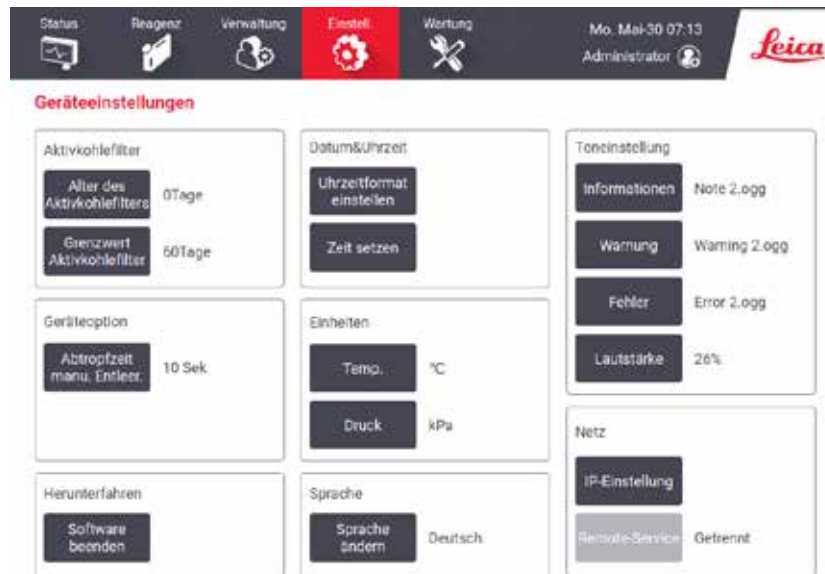 Status
Reagenz
Verwaltung
Einstell.
Wartung
Mo. Mai-30 07:13
Administrator
Leica
Geräteeinstellungen
Aktivkohlefilter
Alter des
Aktivkohlefilters
0Tage
Grenzwert
Aktivkohlefilter
60Tage
Datum&Uhrzeit
Uhrzeitformat
einstellen
Zeit setzen
Toneinstellung
Informationen
Note 2.ogg
Warnung
Warning 2.ogg
Fehler
Error 2.ogg
Lautstärke
26%
Geräteoption
Abtropfzeit
manu. Entleer.
10 Sek
Einheiten
Temp.
°C
Druck
kPa
Netz
IP-Einstellung
Remote-Service
Getrennt
Herunterfahren
Software
beenden
Sprache
Sprache
ändern
Deutsch